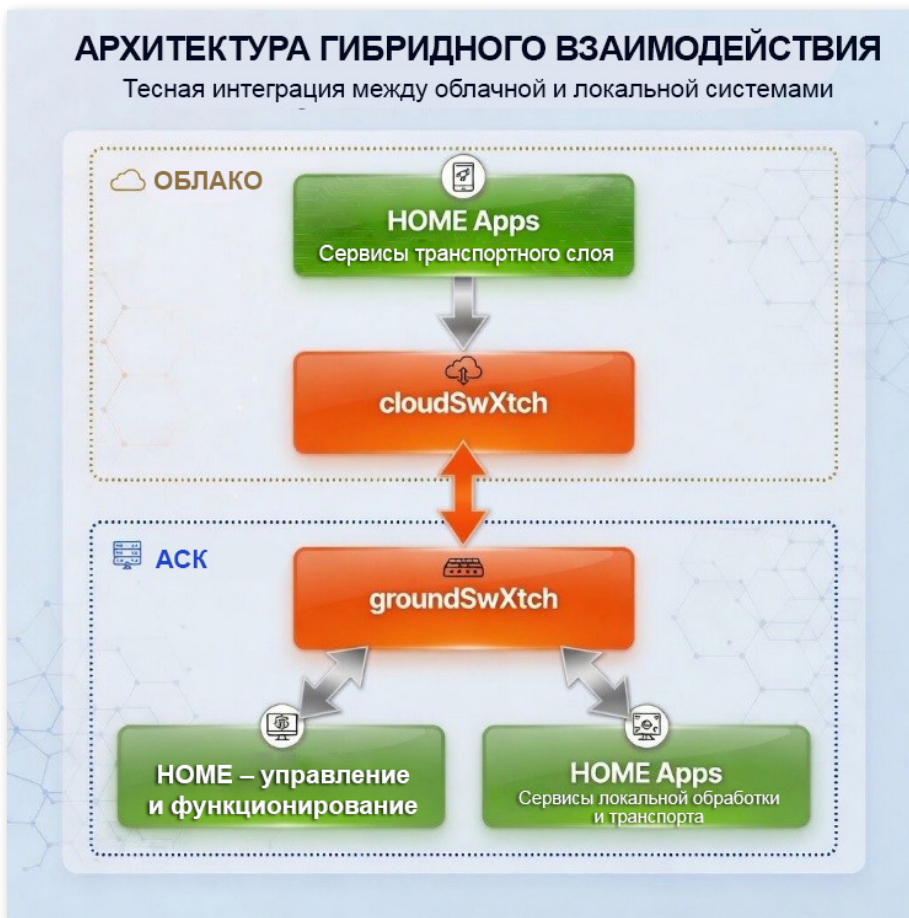 АРХИТЕКТУРА ГИБРИДНОГО ВЗАИМОДЕЙСТВИЯ
Тесная интеграция между облачной и локальной системами
ОБЛАКО
HOME Apps
Сервисы транспортного слоя
cloudSwXtch
АСК
groundSwXtch
HOME – управление
и функционирование
HOME Apps
Сервисы локальной обработки
и транспорта